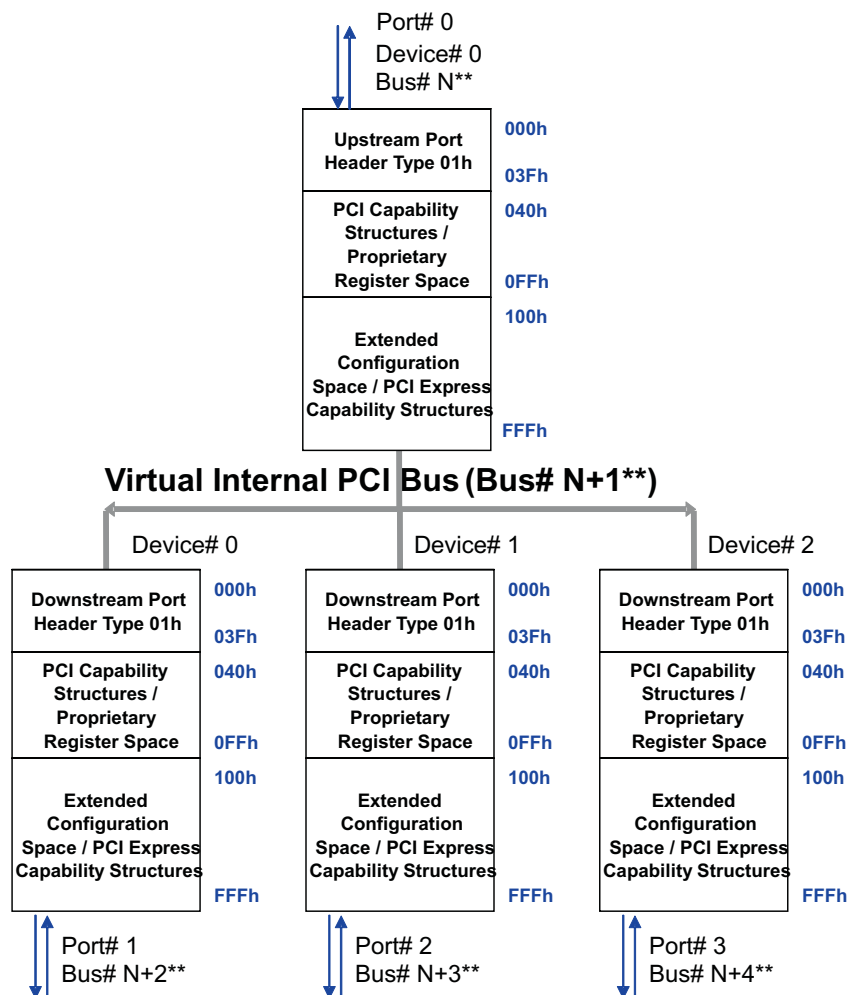 Port# 0
Device# 0
Bus# N**
Upstream Port
Header Type 01h
000h
03Fh
PCI Capability
Structures /
Proprietary
Register Space
040h
0FFh
Extended
Configuration
Space / PCI Express
Capability Structures
100h
FFFh
Virtual Internal PCI Bus (Bus# N+1**)
Device# 0
Downstream Port
Header Type 01h
000h
03Fh
PCI Capability
Structures /
Proprietary
Register Space
040h
0FFh
Extended
Configuration
Space / PCI Express
Capability Structures
100h
FFFh
Port# 1
Bus# N+2**
Device# 1
Downstream Port
Header Type 01h
000h
03Fh
PCI Capability
Structures /
Proprietary
Register Space
040h
0FFh
Extended
Configuration
Space / PCI Express
Capability Structures
100h
FFFh
Port# 2
Bus# N+3**
Device# 2
Downstream Port
Header Type 01h
000h
03Fh
PCI Capability
Structures /
Proprietary
Register Space
040h
0FFh
Extended
Configuration
Space / PCI Express
Capability Structures
100h
FFFh
Port# 3
Bus# N+4**